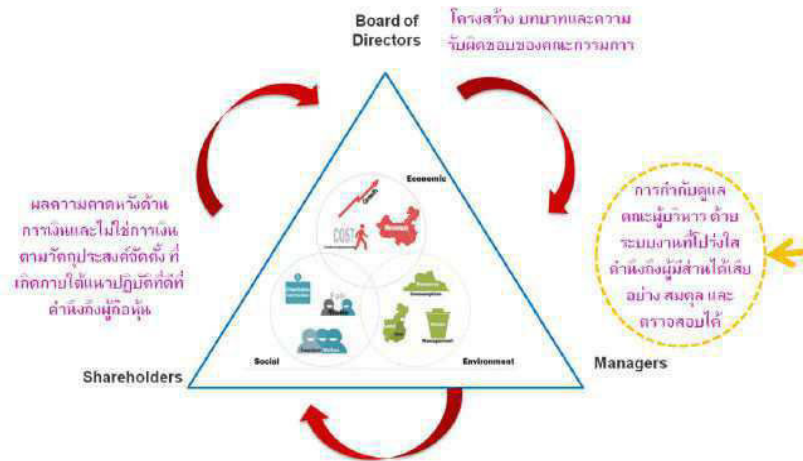 Board of
Directors
โครงสร้าง บทบาทและความ
รับผิดชอบของคณะกรรมการ
Economic
Growth
COST
ผลความคาดหวังด้าน
การเงินและไม่ใช่การเงิน
ตามวัตถุประสงค์จัดตั้ง ที่
เกิดภายใต้แนวปฏิบัติที่ดีที่
คำนึงถึงผู้ถือหุ้น
การกำกับดูแล
คณะผู้บริหาร ด้วย
ระบบงานที่โปร่งใส
คำนึงถึงผู้มีส่วนได้เสีย
อย่าง สมดุล และ
ตรวจสอบได้
Consumption
Management
Social
Environment
Shareholders
Managers